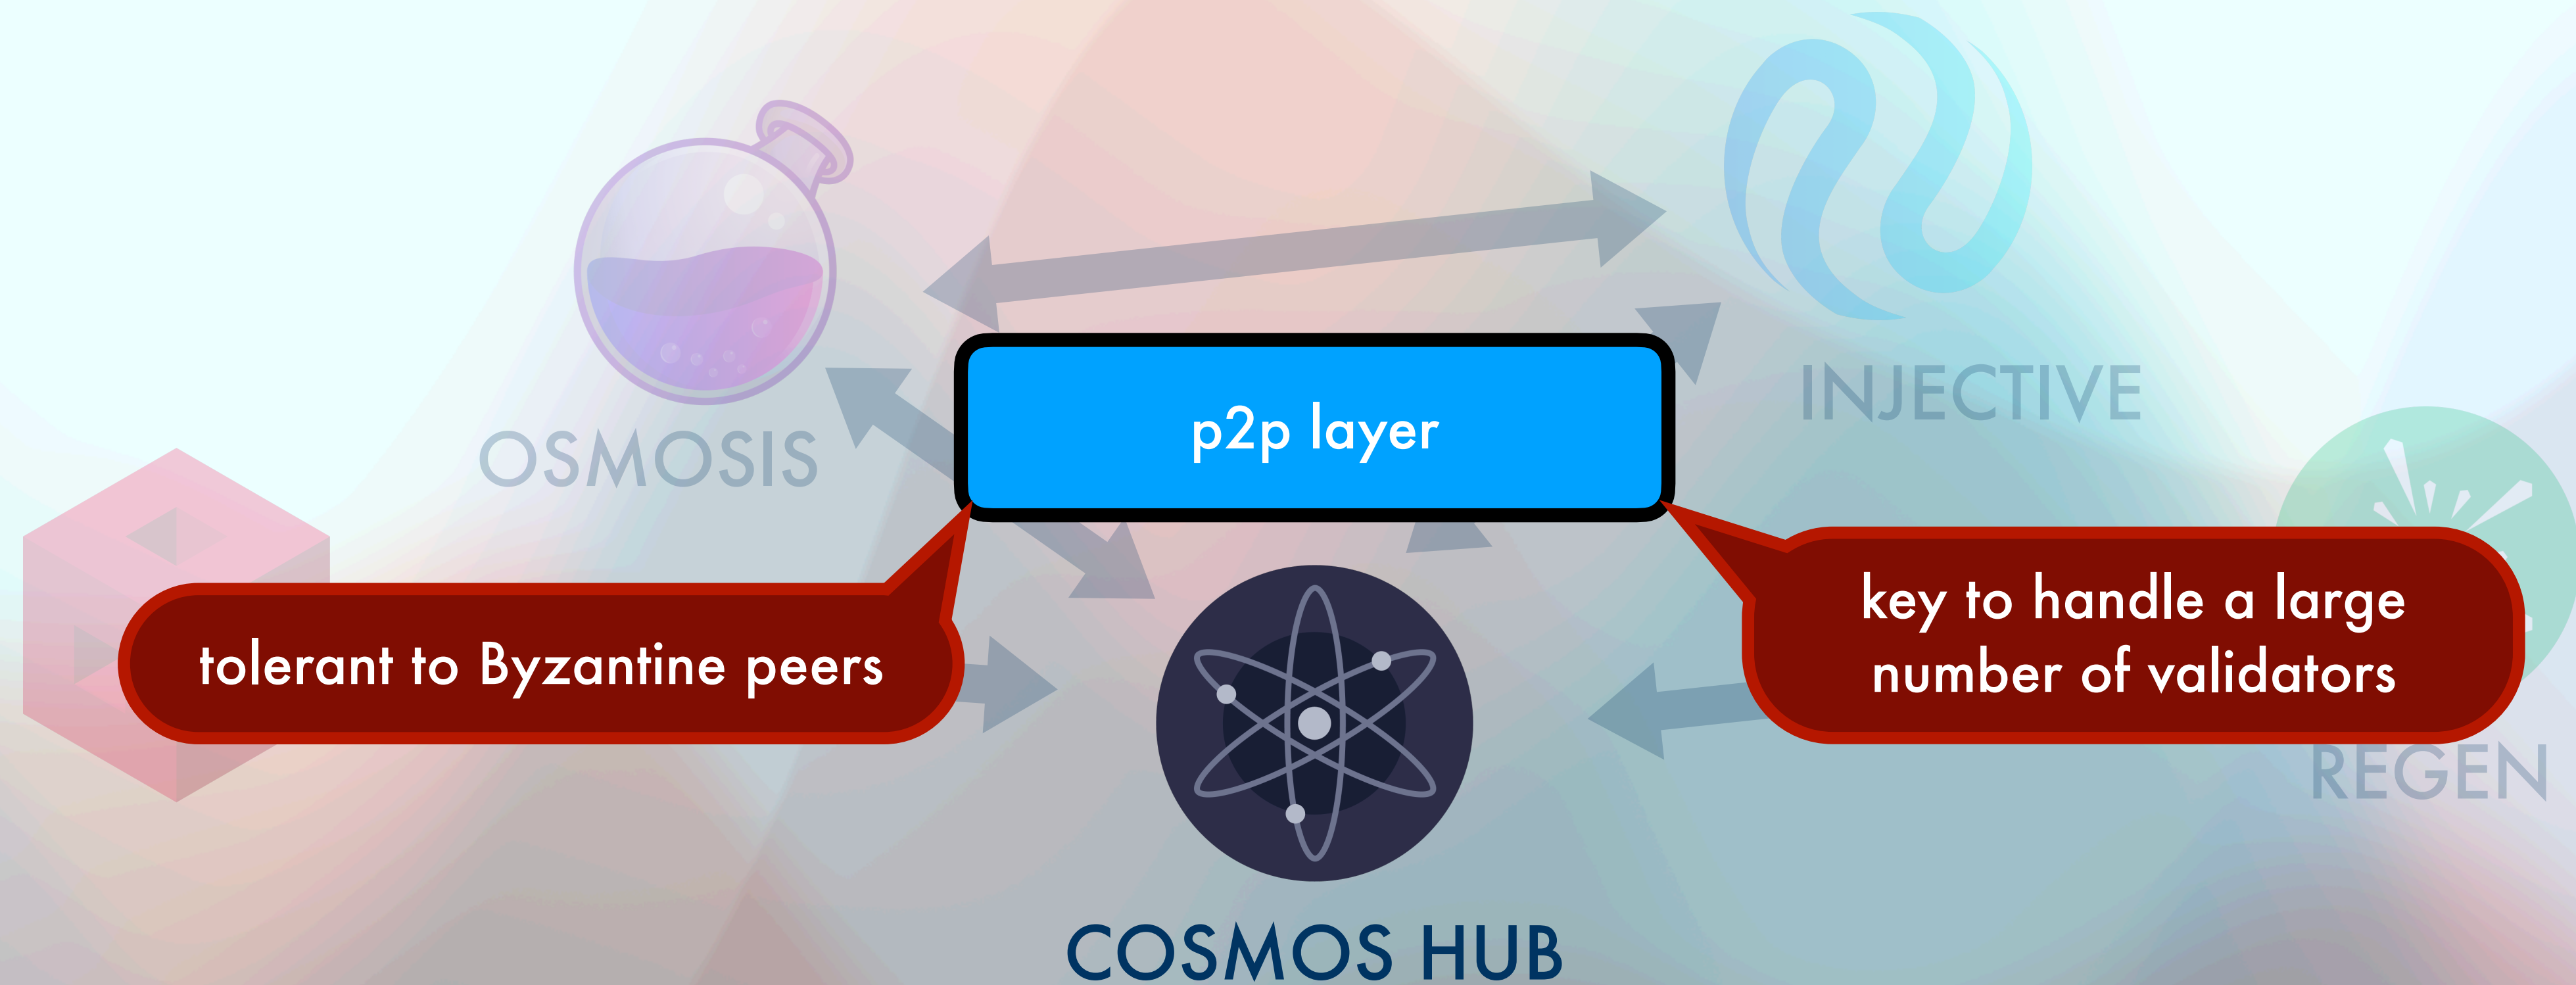 INJECTIVE
p2p layer
OSMOSIS
tolerant to Byzantine peers
key to handle a large
number of validators
REGEN
COSMOS HUB